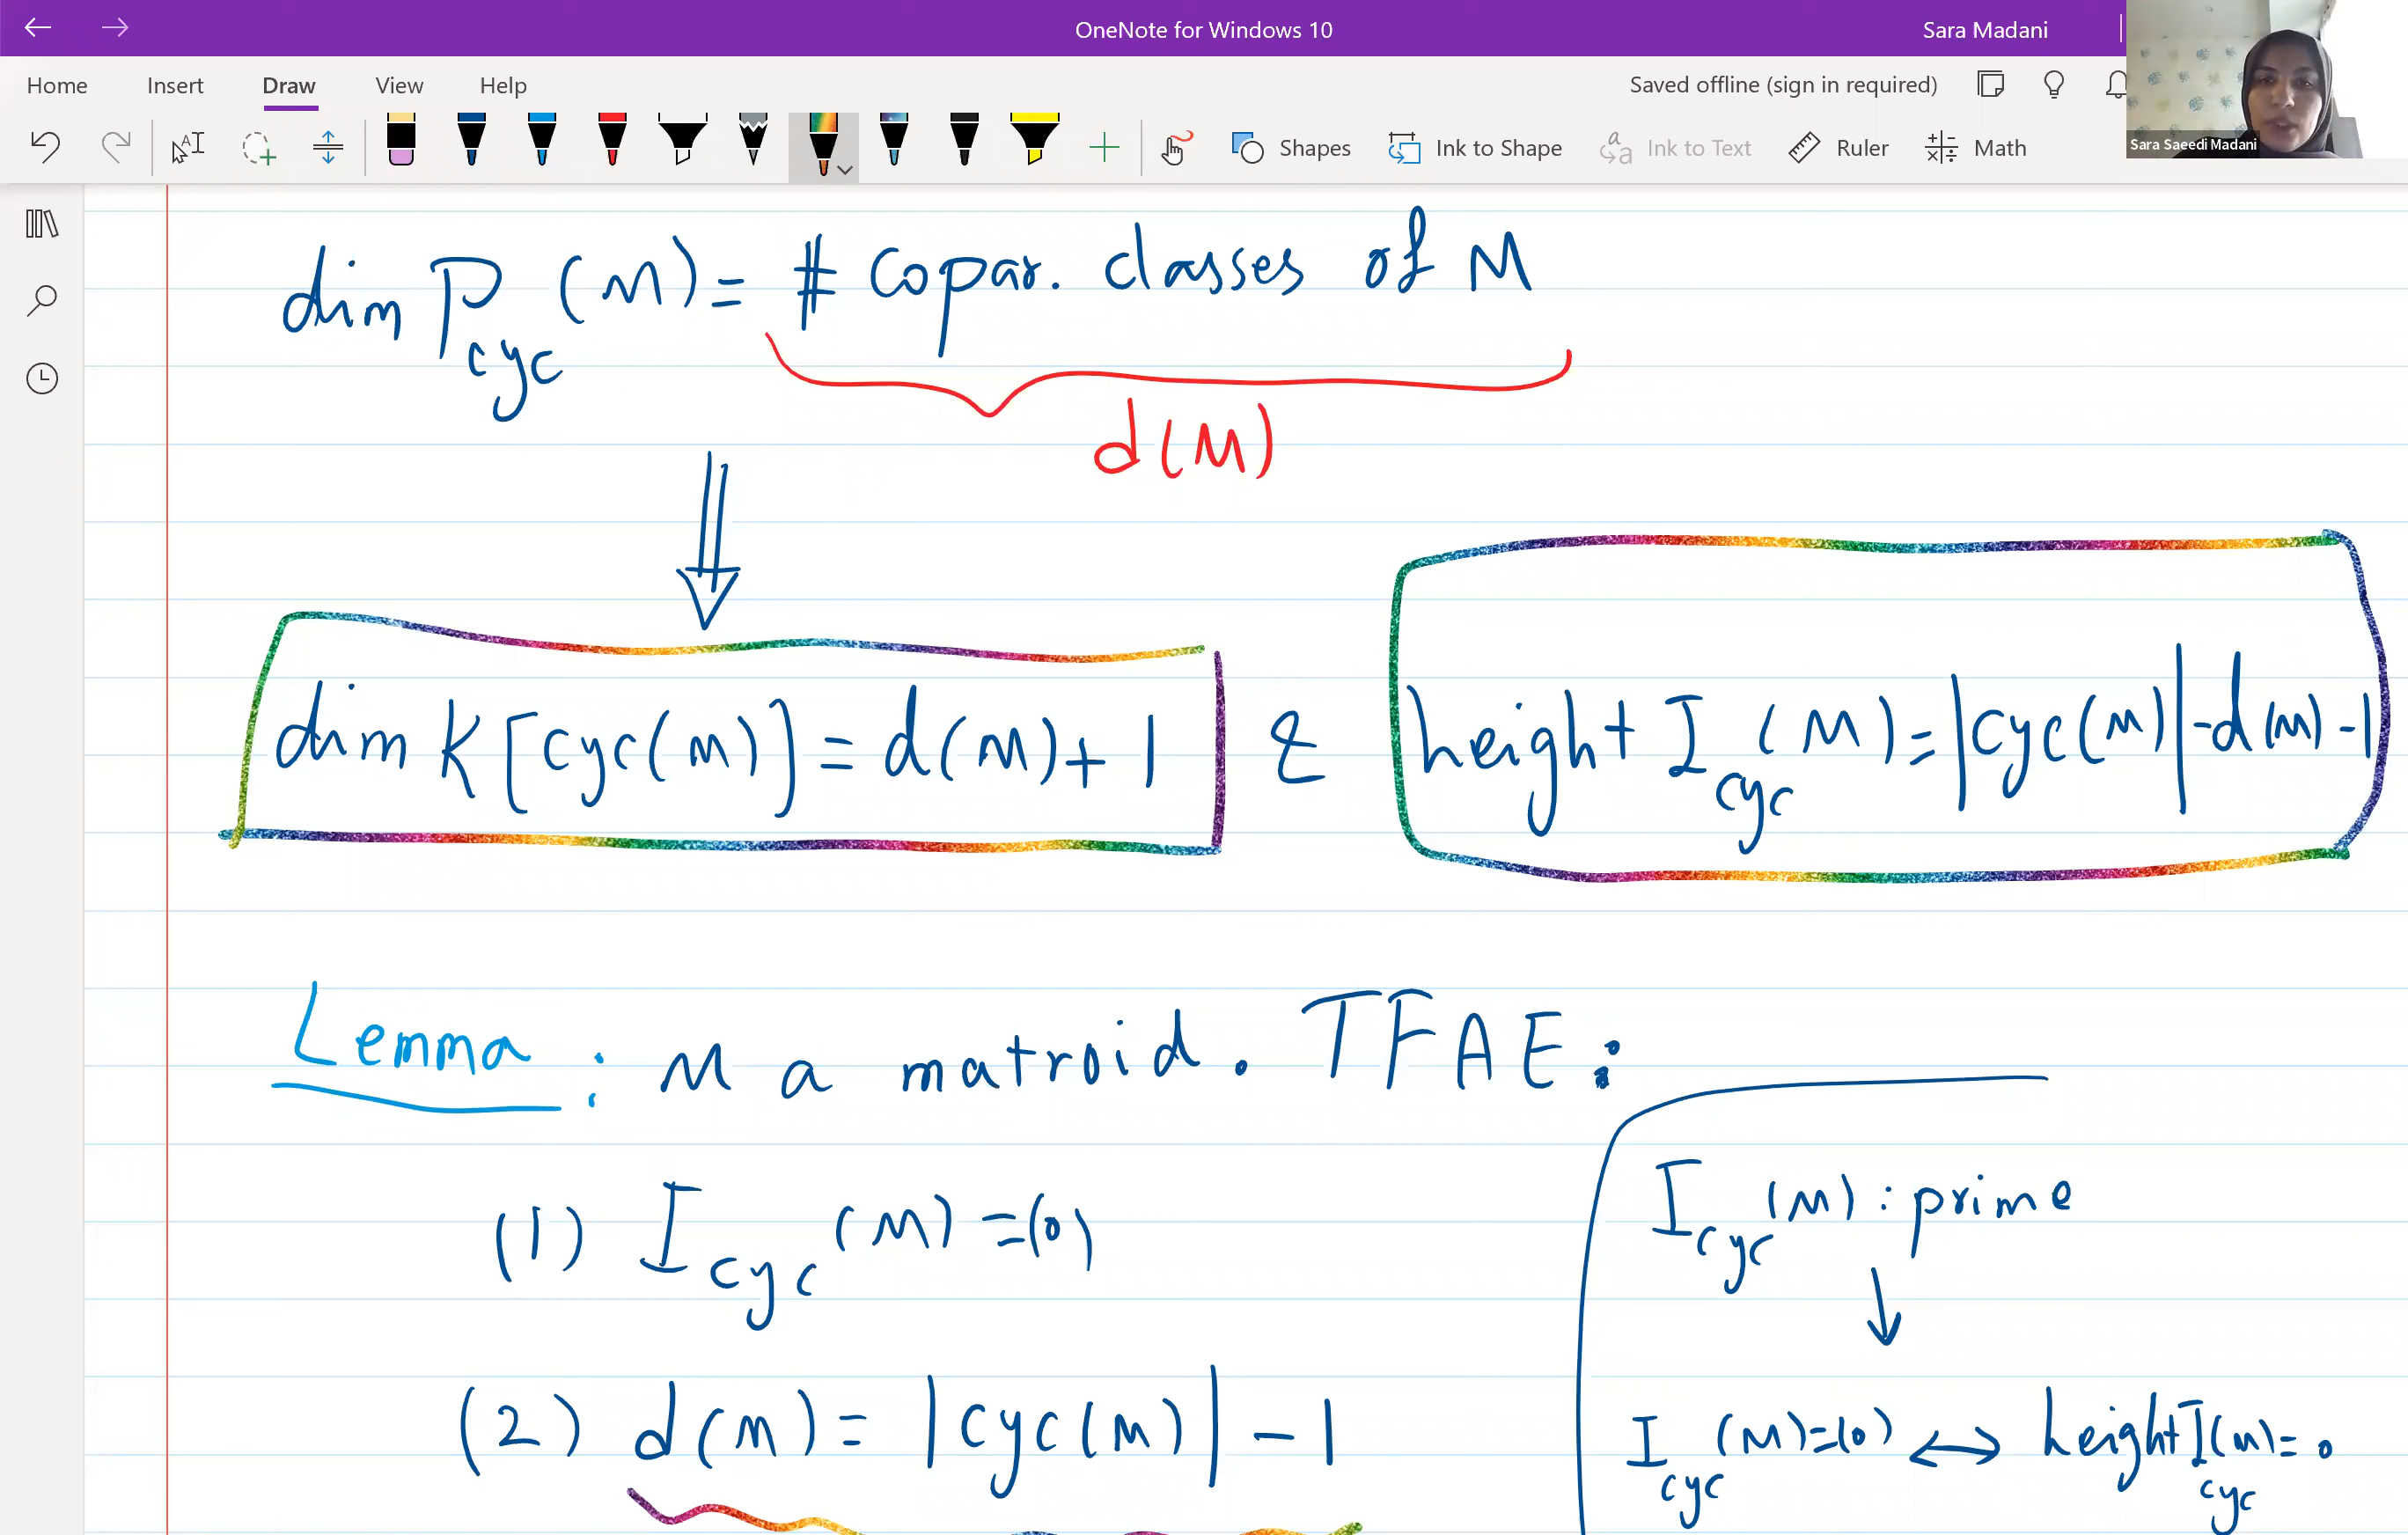 OneNote for Windows 10
Sara Madani
Home Insert Draw View Help
Saved offline (sign in required)
Shapes Ink to Shape Ink to Text Ruler Math
Sara Saeedi Madani
dim P_cyc (M) = # Copar. classes of M
d(M)
dim K[cyc(M)] = d(M)+1 & height I_cyc (M) = |cyc(M)| - d(M) - 1
Lemma: M a matroid. TFAE:
(1) I_cyc (M) = (0)
I_cyc (M) : prime
↓
(2) d(M) = |cyc(M)| - 1
I_cyc (M) = (0) ↔ height I_cyc (M) = 0